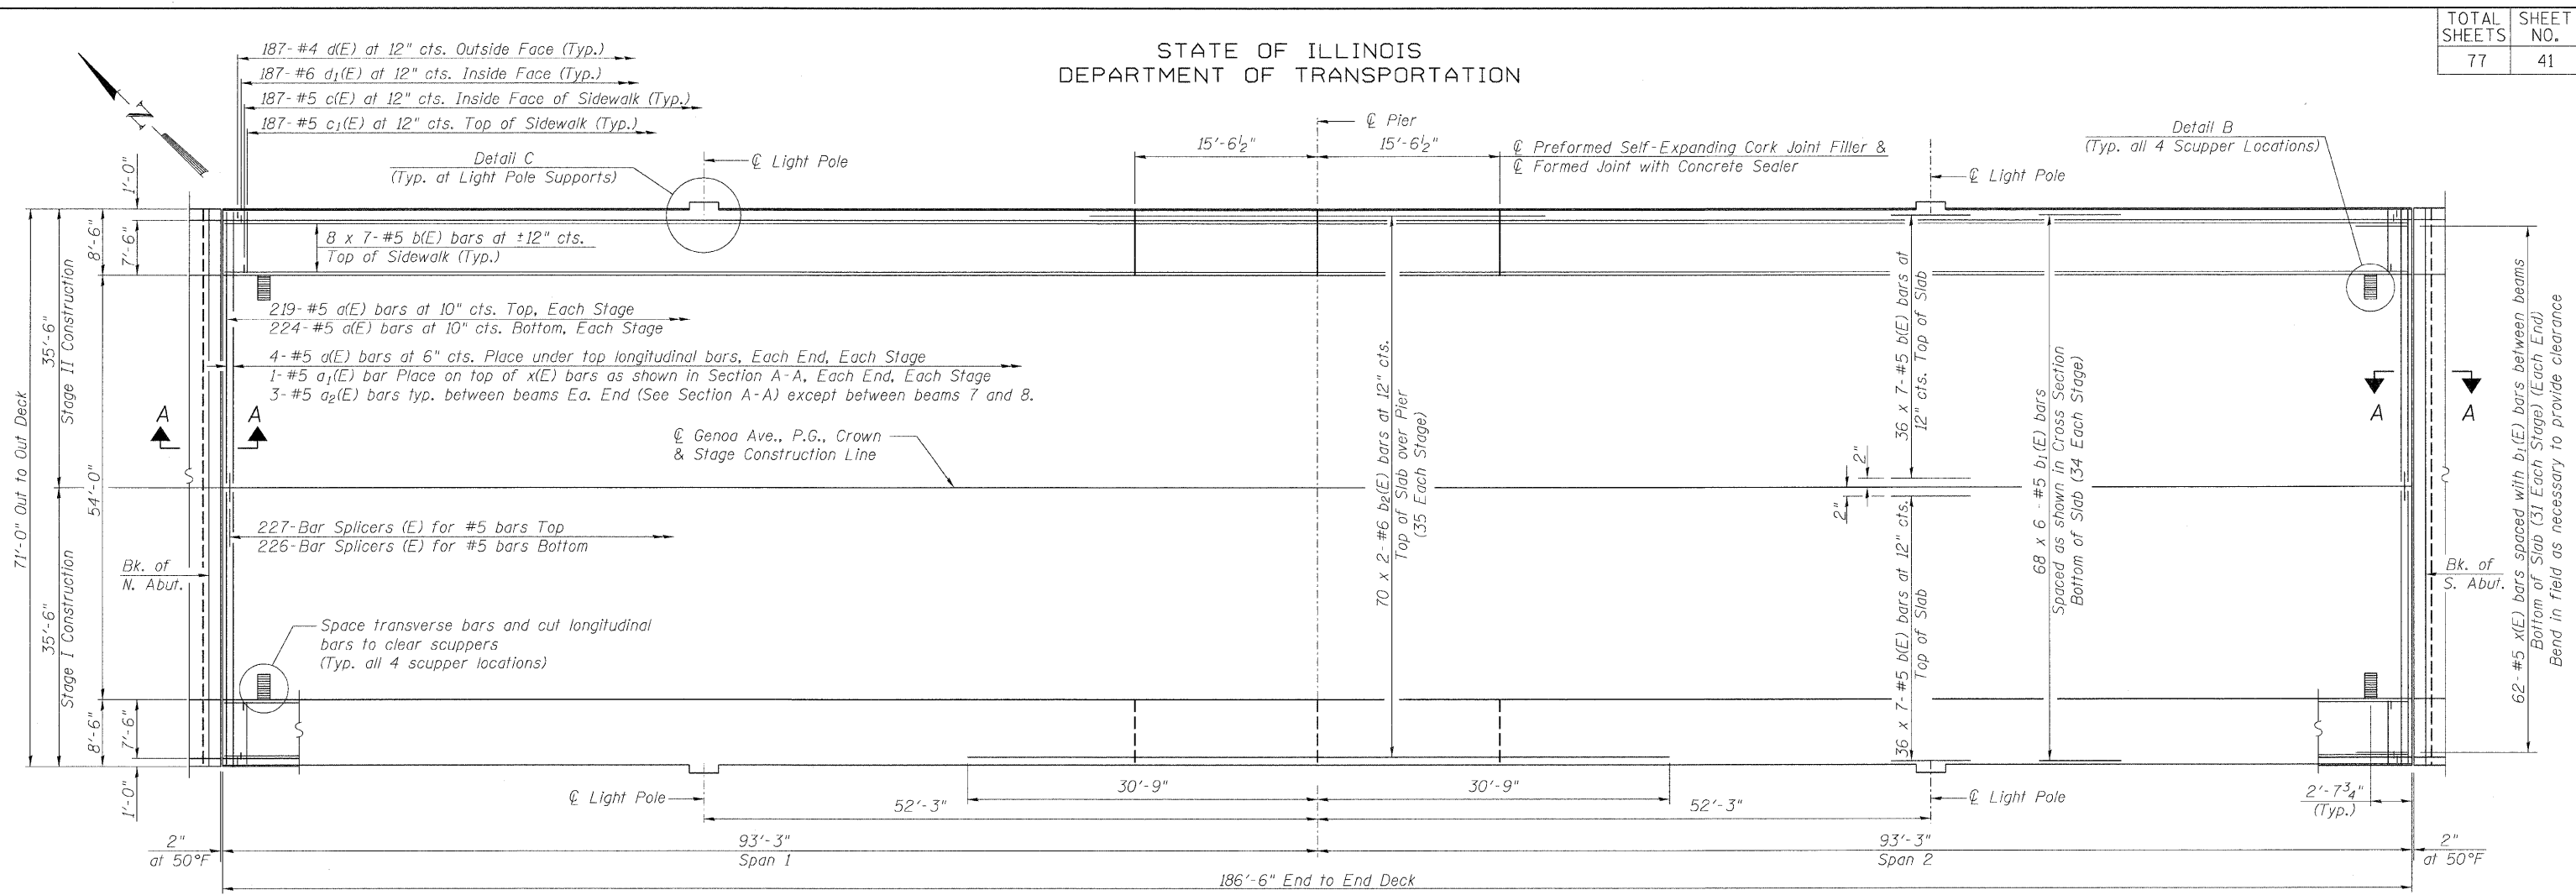 STATE OF ILLINOIS
DEPARTMENT OF TRANSPORTATION
TOTAL SHEETS
SHEET NO.
77
41
187-#4 d(E) at 12" cts. Outside Face (Typ.)
187-#6 d₁(E) at 12" cts. Inside Face (Typ.)
187-#5 c(E) at 12" cts. Inside Face of Sidewalk (Typ.)
187-#5 c₁(E) at 12" cts. Top of Sidewalk (Typ.)
N
Detail C
(Typ. at Light Pole Supports)
℄ Light Pole
℄ Pier
15'-6½"
15'-6½"
℄ Preformed Self-Expanding Cork Joint Filler &
℄ Formed Joint with Concrete Sealer
℄ Light Pole
Detail B
(Typ. all 4 Scupper Locations)
1'-0"
8'-6"
7'-6"
8 x 7-#5 b(E) bars at ±12" cts.
Top of Sidewalk (Typ.)
219-#5 a(E) bars at 10" cts. Top, Each Stage
224-#5 a(E) bars at 10" cts. Bottom, Each Stage
4-#5 a(E) bars at 6" cts. Place under top longitudinal bars, Each End, Each Stage
1-#5 a₁(E) bar Place on top of x(E) bars as shown in Section A-A, Each End, Each Stage
3-#5 a₂(E) bars typ. between beams Ea. End (See Section A-A) except between beams 7 and 8.
A
A
A
A
℄ Genoa Ave., P.G., Crown
& Stage Construction Line
71'-0" Out to Out Deck
35'-6"
Stage II Construction
54'-0"
35'-6"
Stage I Construction
227-Bar Splicers (E) for #5 bars Top
226-Bar Splicers (E) for #5 bars Bottom
Bk. of
N. Abut.
Space transverse bars and cut longitudinal
bars to clear scuppers
(Typ. all 4 scupper locations)
70 x 2-#6 b₂(E) bars at 12" cts.
Top of Slab over Pier
(35 Each Stage)
36 x 7-#5 b(E) bars at
12" cts. Top of Slab
2"
2"
36 x 7-#5 b(E) bars at 12" cts.
Top of Slab
68 x 6 -#5 b₁(E) bars
Spaced as shown in Cross Section
Bottom of Slab (34 Each Stage)
62-#5 x(E) bars spaced with b₁(E) bars between beams
Bottom of Slab (31 Each Stage) (Each End)
Bend in field as necessary to provide clearance
Bk. of
S. Abut.
8'-6"
7'-6"
1'-0"
℄ Light Pole
30'-9"
30'-9"
52'-3"
52'-3"
℄ Light Pole
2'-7¾"
(Typ.)
2"
at 50°F
93'-3"
Span 1
93'-3"
Span 2
2"
at 50°F
186'-6" End to End Deck